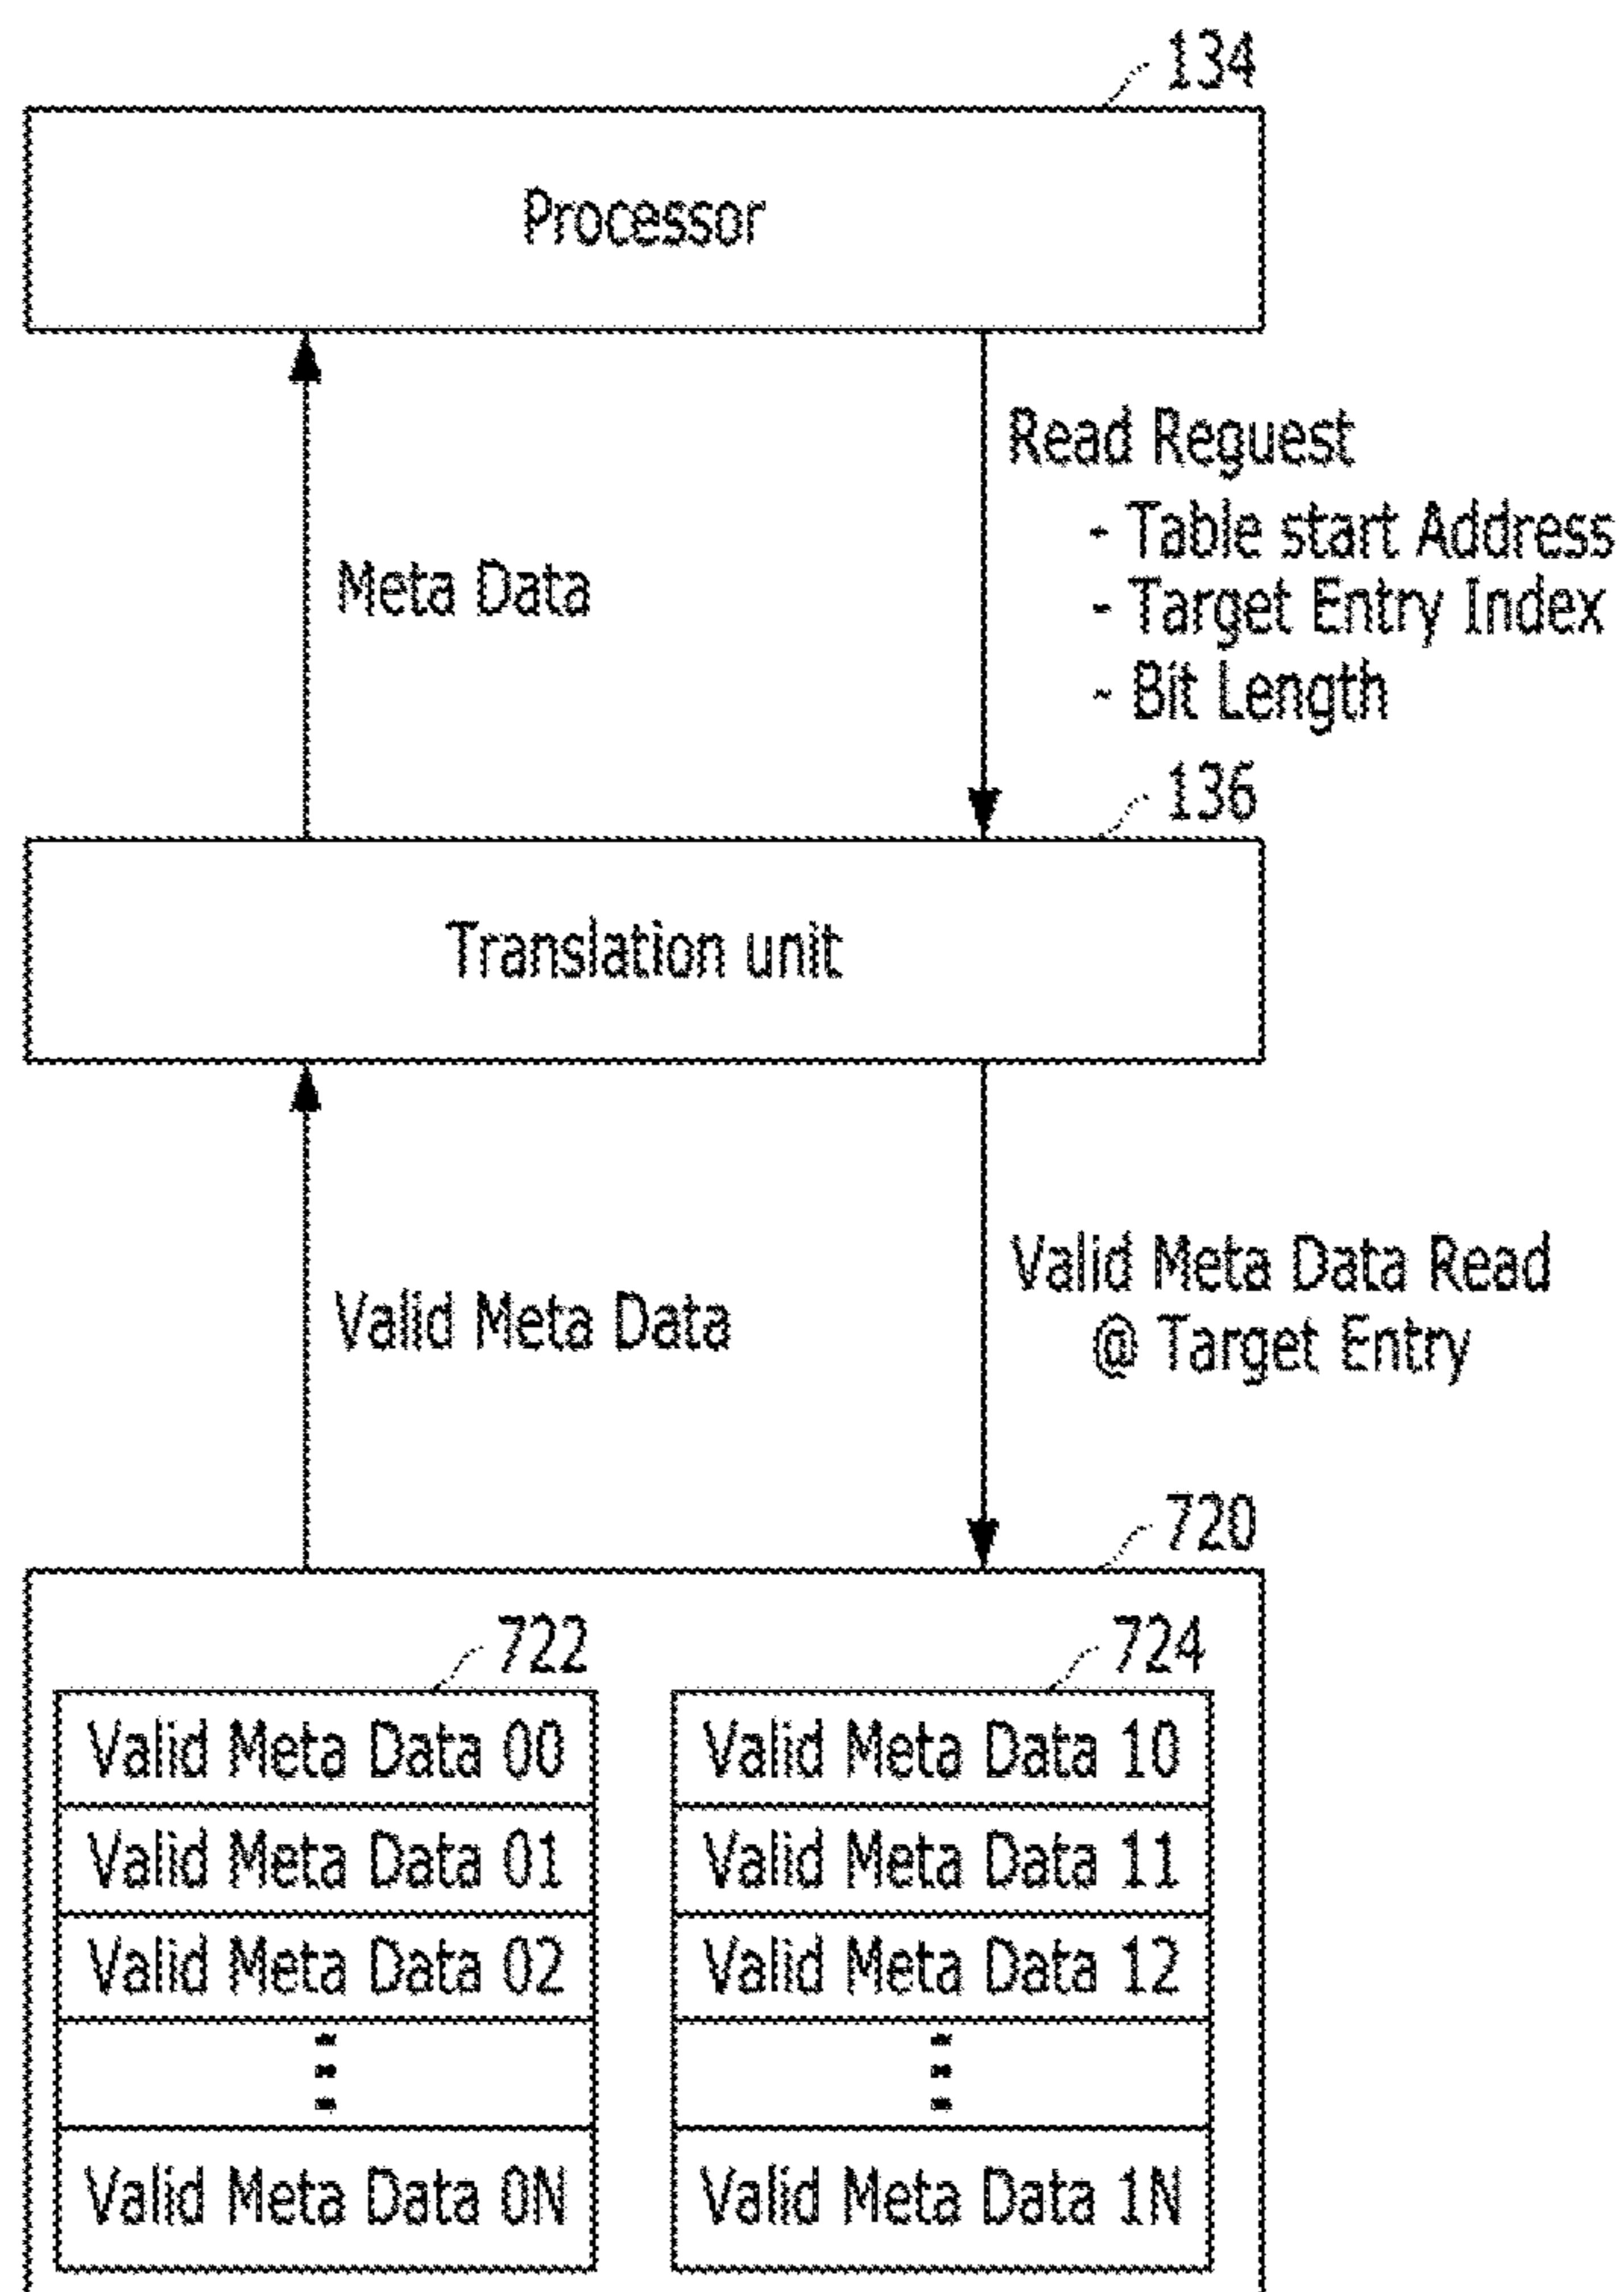 134
Processor
Read Reguest
- Table start Address
Meta Data
- Target Entry Index
- Bit Length
136
Translation unit
Valid Meta Data Read
Valid Meta Data
@ Target Entry
720
722
724
Valid Meta Data 00
Valid Meta Data 10
Valid Meta Data 01
Valid Meta Data 11
Valid Meta Data 02
Valid Meta Data 12
Valid Meta Data 0N
Valid Meta Data 1N